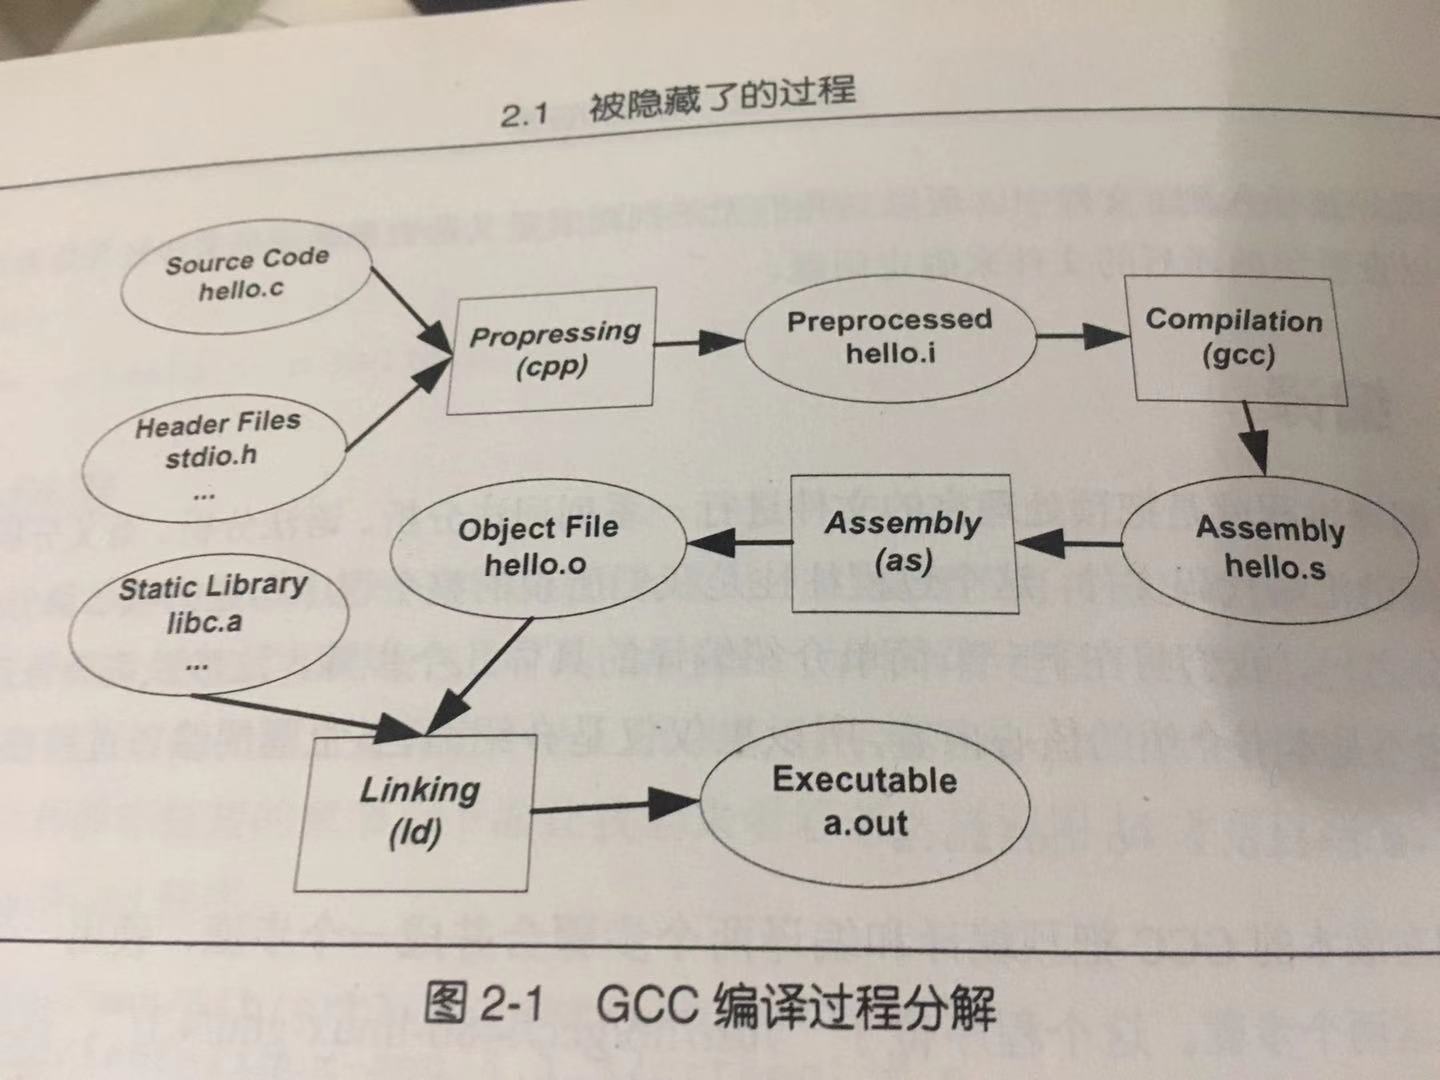 2.1 被隐藏了的过程
Source Code
hello.c
Propressing
(cpp)
Preprocessed
hello.i
Compilation
(gcc)
Header Files
stdio.h
...
Object File
hello.o
Assembly
(as)
Assembly
hello.s
Static Library
libc.a
...
Linking
(ld)
Executable
a.out
图 2-1 GCC 编译过程分解